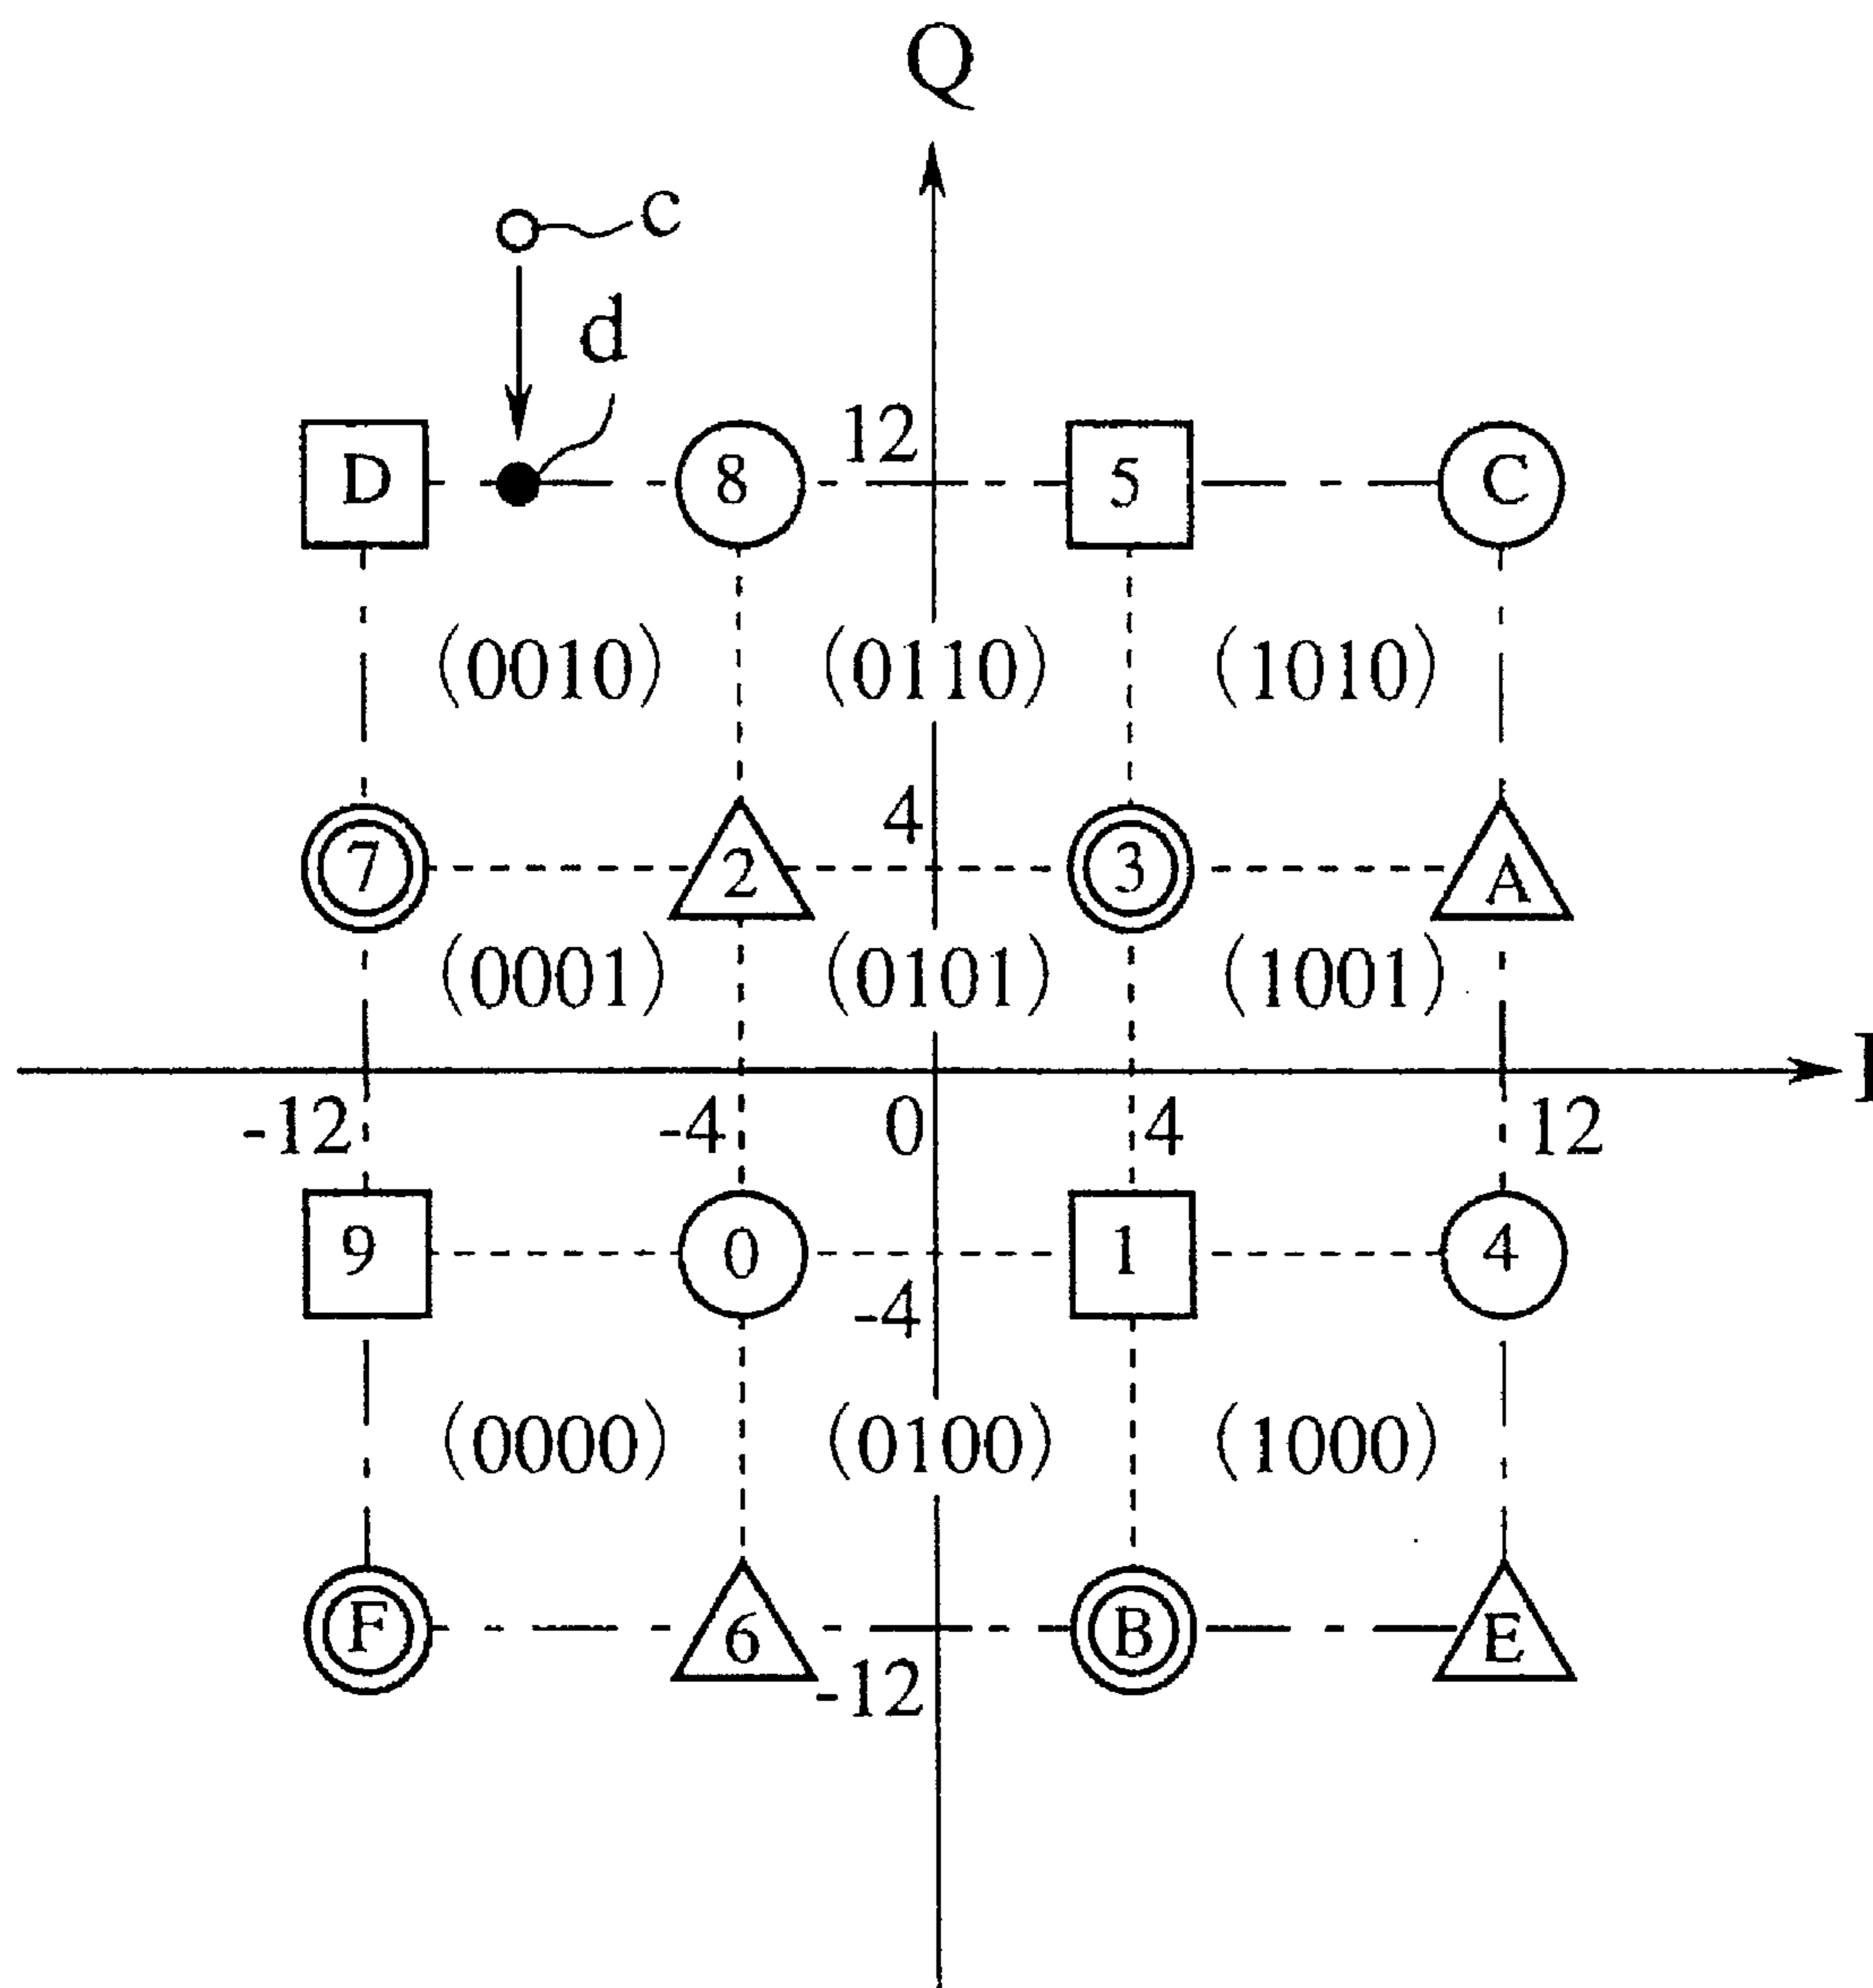 Q
c
d
12
D 8 5 C
(0010) (0110) (1010)
4
7 2 3 A
(0001) (0101) (1001)
I
-12 -4 0 4 12
9 0 1 4
-4
(0000) (0100) (1000)
F 6 B E
-12